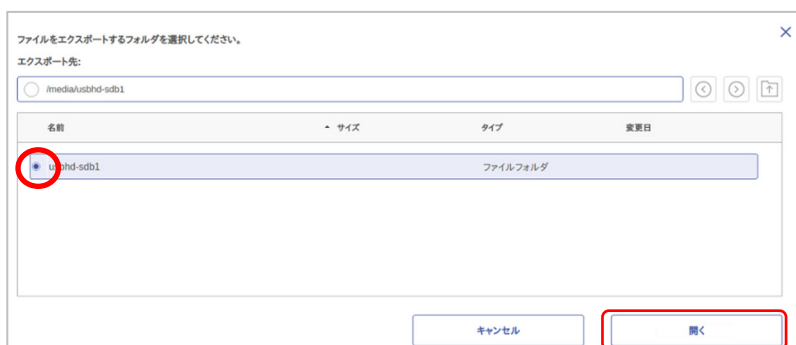 ファイルをエクスポートするフォルダを選択してください。
エクスポート先:
/media/usbhd-sdb1
名前 サイズ タイプ 変更日
usbhd-sdb1 ファイルフォルダ
キャンセル 開く